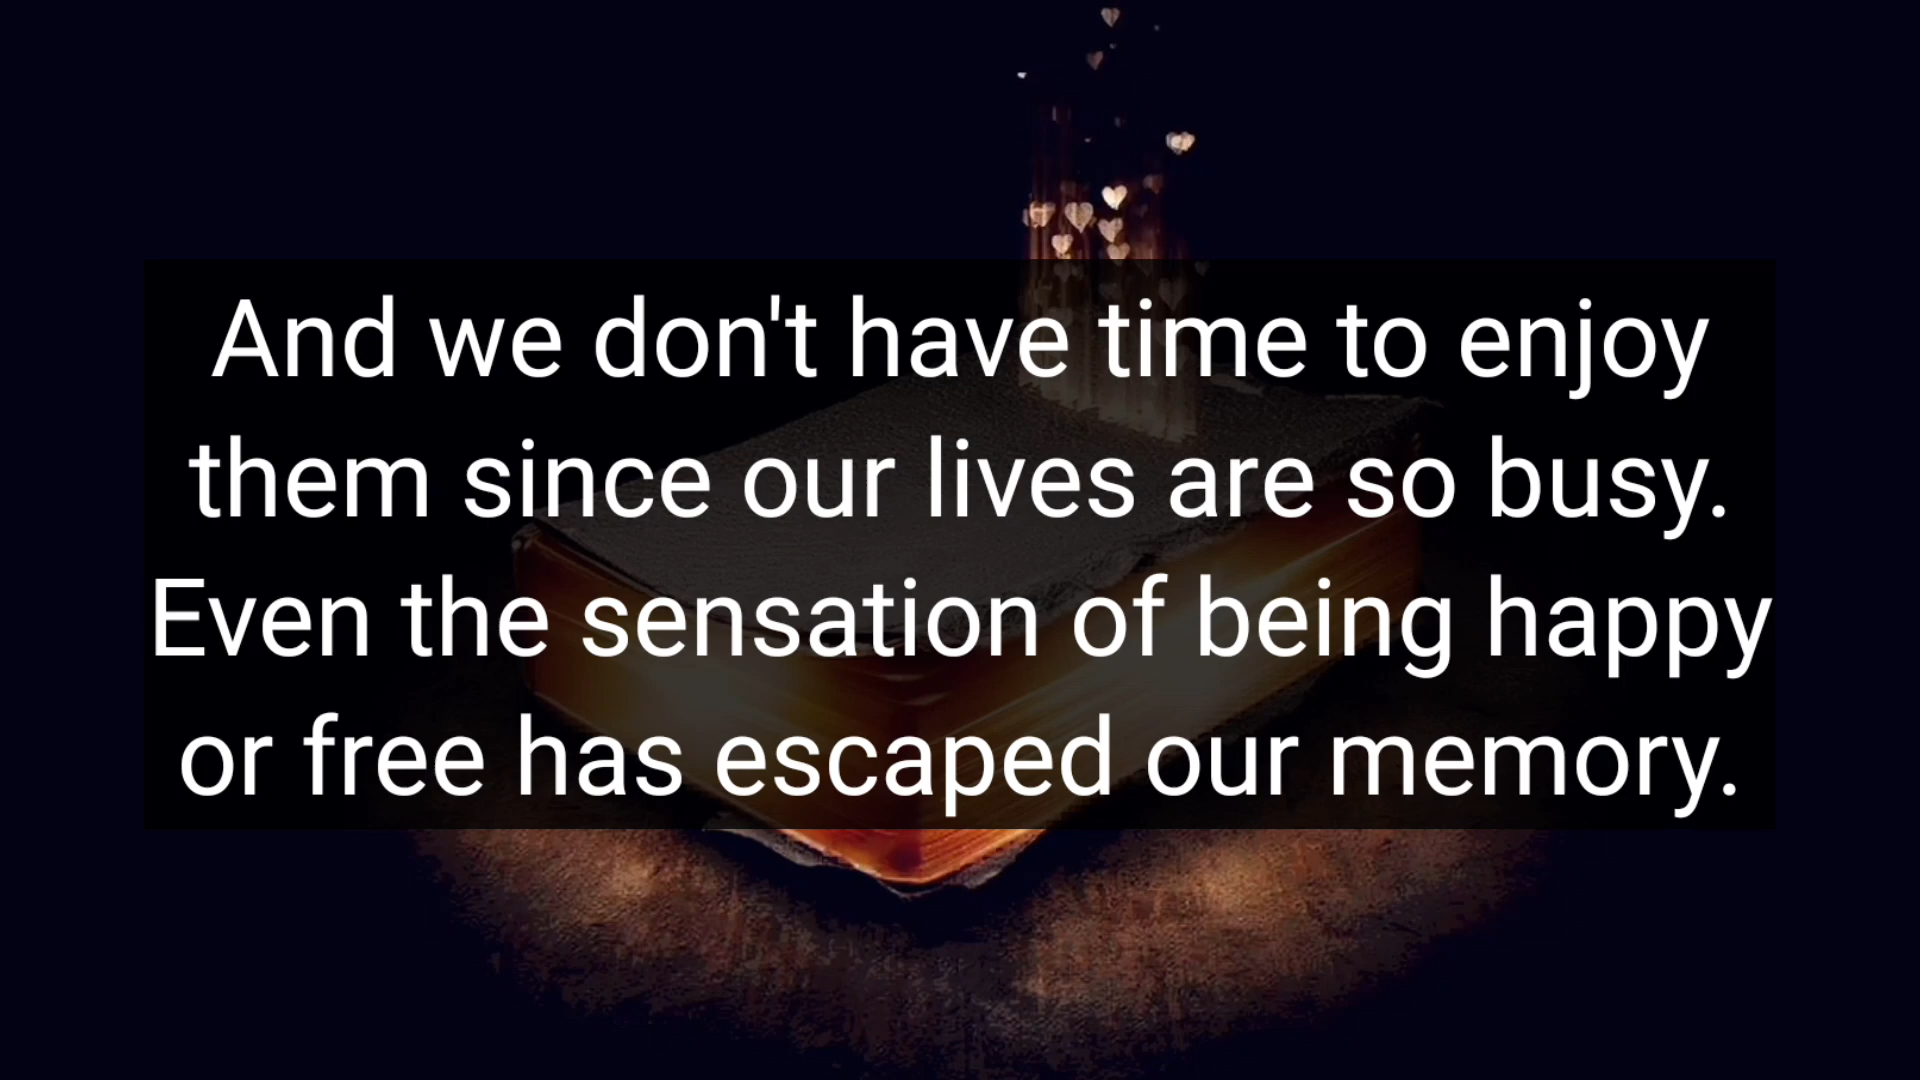 And we don't have time to enjoy
them since our lives are so busy.
Even the sensation of being happy
or free has escaped our memory.